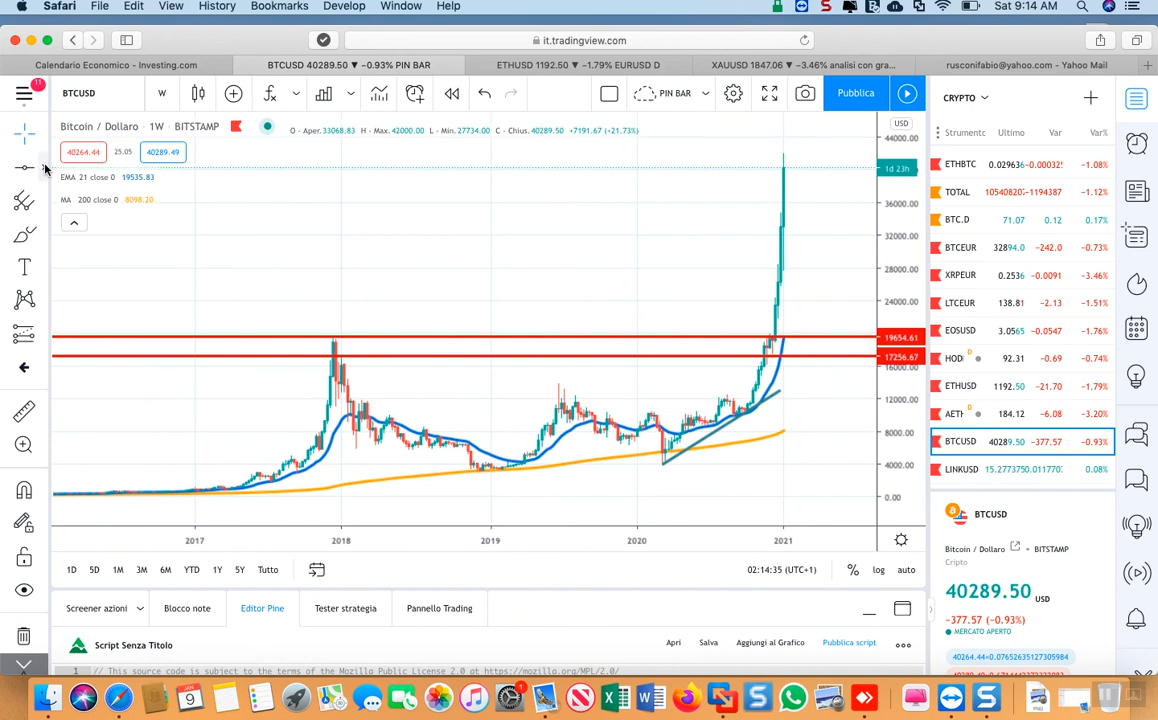 Safari File Edit View History Bookmarks Develop Window Help Sat 9:14 AM
it.tradingview.com
Calendario Economico - Investing.com BTCUSD 40289.50 ▼ −0.93% PIN BAR ETHUSD 1192.50 ▼ −1.79% EURUSD D XAUUSD 1847.06 ▼ −3.46% analisi con gra... rusconifabio@yahoo.com - Yahoo Mail
11
BTCUSD W PIN BAR Pubblica CRYPTO
Bitcoin / Dollaro · 1W · BITSTAMP O - Aper. 33068.83 H - Max. 42000.00 L - Min. 27734.00 C - Chius. 40289.50 +7191.67 (+21.73%)
USD
40264.44 25.05 40289.49
EMA 21 close 0 19535.83
MA 200 close 0 8098.20
44000.00
1d 23h
36000.00
32000.00
28000.00
24000.00
19654.61
17256.67
16000.00
12000.00
8000.00
4000.00
0.00
2017 2018 2019 2020 2021
1D 5D 1M 3M 6M YTD 1Y 5Y Tutto 02:14:35 (UTC+1) % log auto
Screener azioni Blocco note Editor Pine Tester strategia Pannello Trading
Script Senza Titolo Apri Salva Aggiungi al Grafico Pubblica script
1 // This source code is subject to the terms of the Mozilla Public License 2.0 at https://mozilla.org/MPL/2.0/
Strumento Ultimo Var Var%
ETHBTC 0.029636 -0.00032 −1.08%
TOTAL −1.12%
BTC.D 71.07 0.12 0.17%
BTCEUR 32894.0 -242.0 −0.73%
XRPEUR 0.2536 -0.0091 −3.46%
LTCEUR 138.81 -2.13 −1.51%
EOSUSD 3.0565 -0.0547 −1.76%
HOD D 92.31 -0.69 −0.74%
ETHUSD 1192.50 -21.70 −1.79%
AETH D 184.12 -6.08 −3.20%
BTCUSD 40289.50 -377.57 −0.93%
LINKUSD 0.08%
BTCUSD
Bitcoin / Dollaro • BITSTAMP
Cripto
40289.50 USD
−377.57 (−0.93%)
MERCATO APERTO
40264.44×0.07652635127305984
JAN
9
1